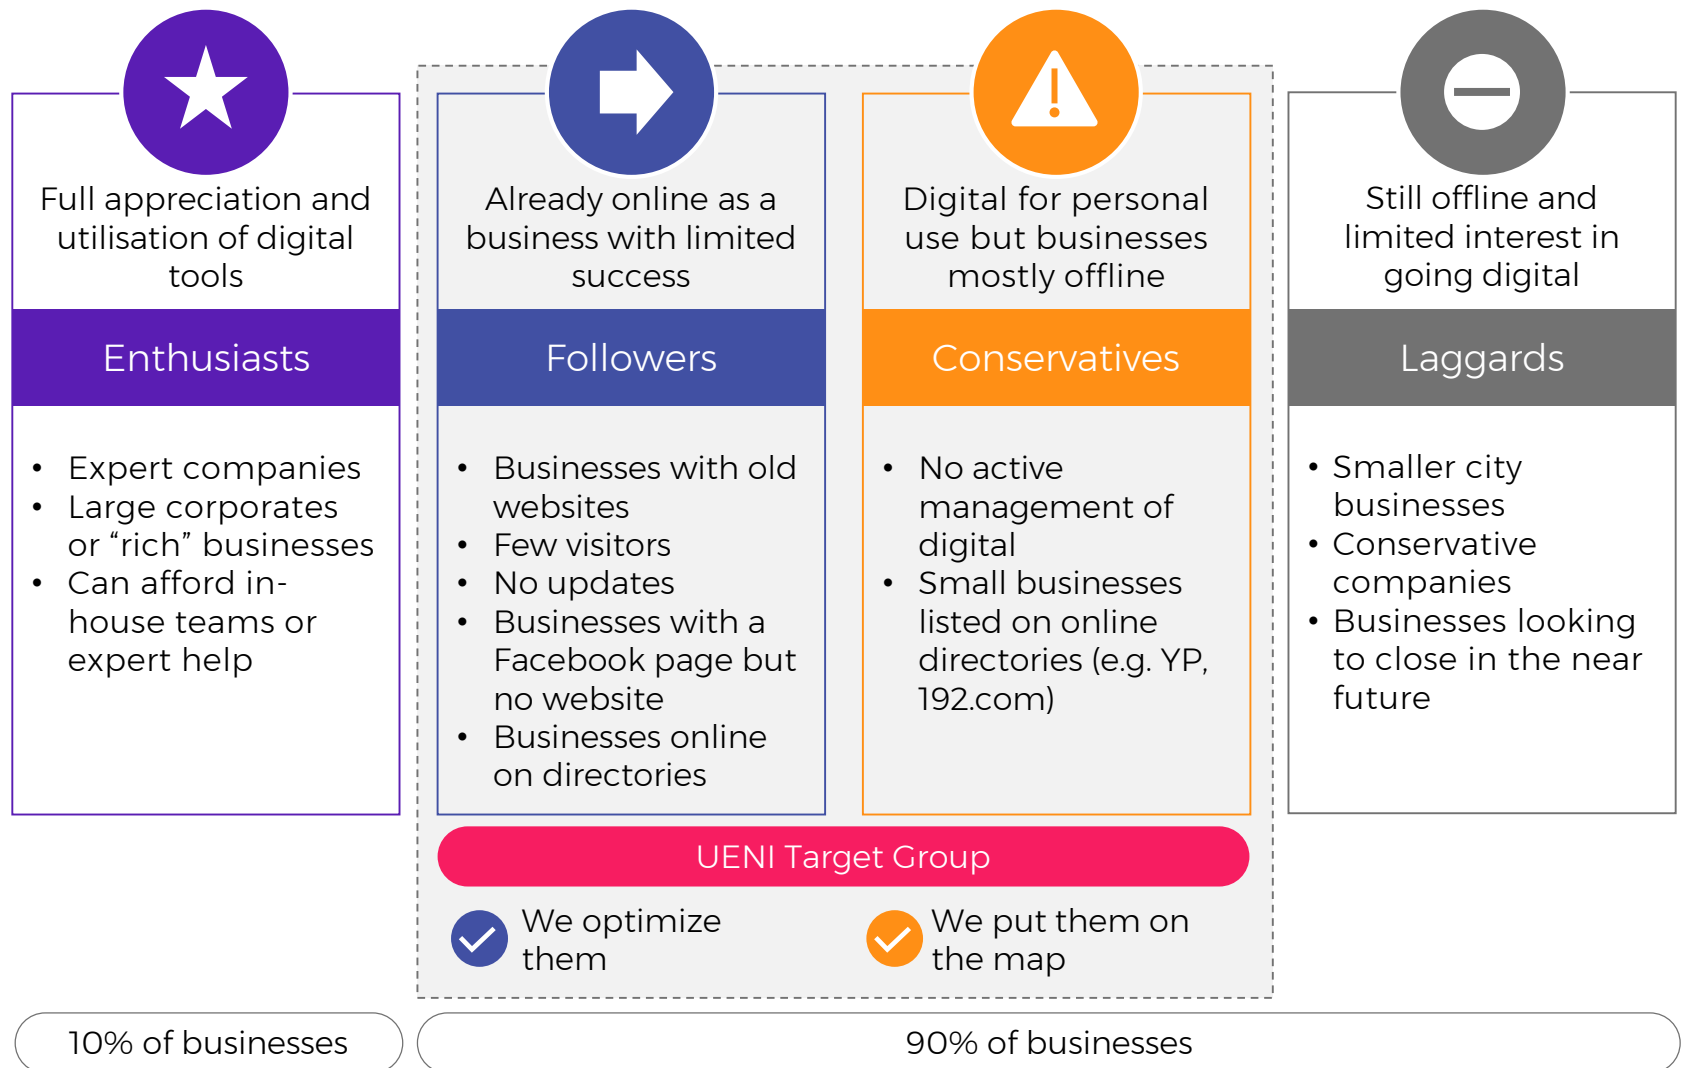 Full appreciation and
utilisation of digital
tools
Enthusiasts
• Expert companies
• Large corporates
or “rich” businesses
• Can afford in-
house teams or
expert help
Already online as a
business with limited
success
Followers
• Businesses with old
websites
• Few visitors
• No updates
• Businesses with a
Facebook page but
no website
• Businesses online
on directories
Digital for personal
use but businesses
mostly offline
Conservatives
• No active
management of
digital
• Small businesses
listed on online
directories (e.g. YP,
192.com)
Still offline and
limited interest in
going digital
Laggards
• Smaller city
businesses
• Conservative
companies
• Businesses looking
to close in the near
future
UENI Target Group
We optimize
them
We put them on
the map
10% of businesses
90% of businesses